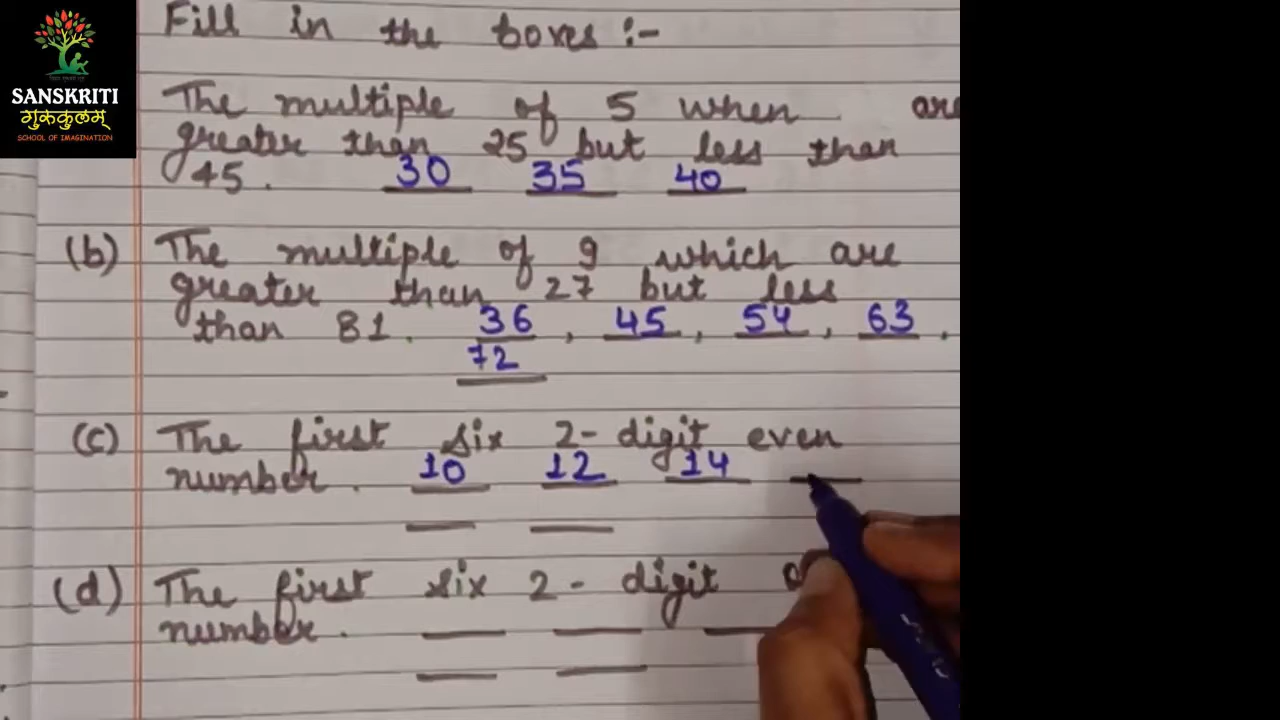 SANSKRITI
गुरुकुलम्
SCHOOL OF IMAGINATION
Fill in the boxes :-
The multiple of 5 when are
greater than 25 but less than
45. 30 35 40
(b) The multiple of 9 which are
greater than 27 but less
than 81. 36, 45, 54, 63.
72
(c) The first six 2-digit even
number. 10 12 14
(d) The first six 2-digit
number.